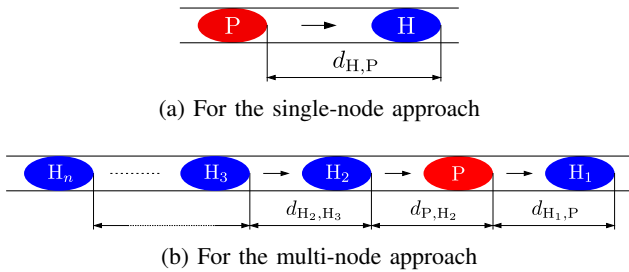 P H
d_{H,P}
(a) For the single-node approach
H_n H_3 H_2 P H_1
d_{H_2,H_3} d_{P,H_2} d_{H_1,P}
(b) For the multi-node approach